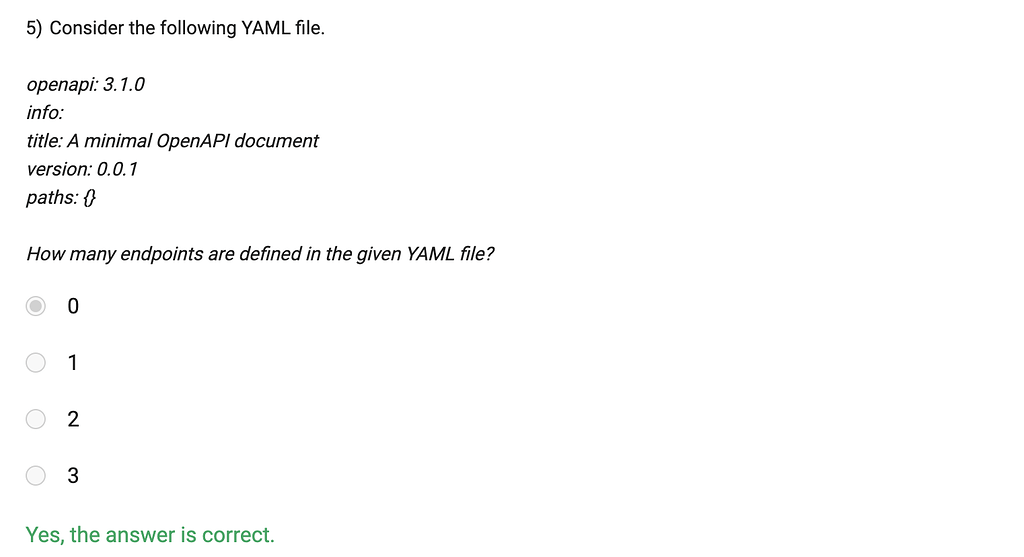 5) Consider the following YAML file.
openapi: 3.1.0
info:
title: A minimal OpenAPI document
version: 0.0.1
paths: {}
How many endpoints are defined in the given YAML file?
0
1
2
3
Yes, the answer is correct.